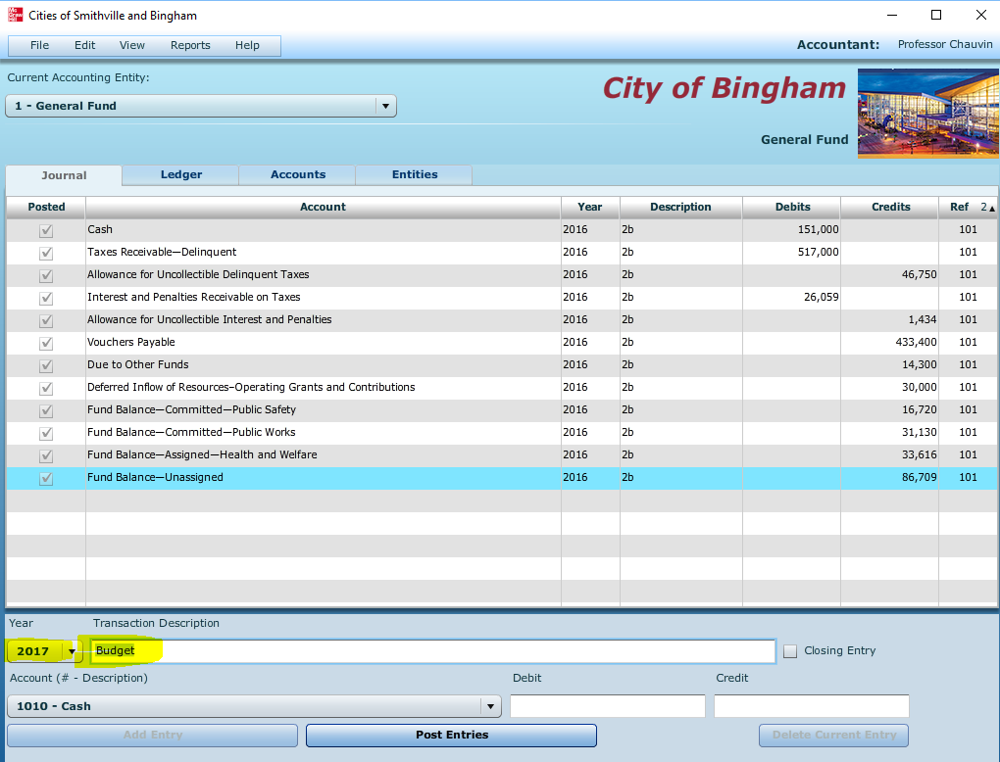 Mc Graw Hill Cities of Smithville and Bingham
File Edit View Reports Help Accountant: Professor Chauvin
Current Accounting Entity:
1 - General Fund
City of Bingham
General Fund
Journal Ledger Accounts Entities
Posted Account Year Description Debits Credits Ref 2▲
Cash 2016 2b 151,000 101
Taxes Receivable—Delinquent 2016 2b 517,000 101
Allowance for Uncollectible Delinquent Taxes 2016 2b 46,750 101
Interest and Penalties Receivable on Taxes 2016 2b 26,059 101
Allowance for Uncollectible Interest and Penalties 2016 2b 1,434 101
Vouchers Payable 2016 2b 433,400 101
Due to Other Funds 2016 2b 14,300 101
Deferred Inflow of Resources–Operating Grants and Contributions 2016 2b 30,000 101
Fund Balance—Committed—Public Safety 2016 2b 16,720 101
Fund Balance—Committed—Public Works 2016 2b 31,130 101
Fund Balance—Assigned—Health and Welfare 2016 2b 33,616 101
Fund Balance—Unassigned 2016 2b 86,709 101
Year Transaction Description
2017 Budget Closing Entry
Account (# - Description) Debit Credit
1010 - Cash
Add Entry Post Entries Delete Current Entry